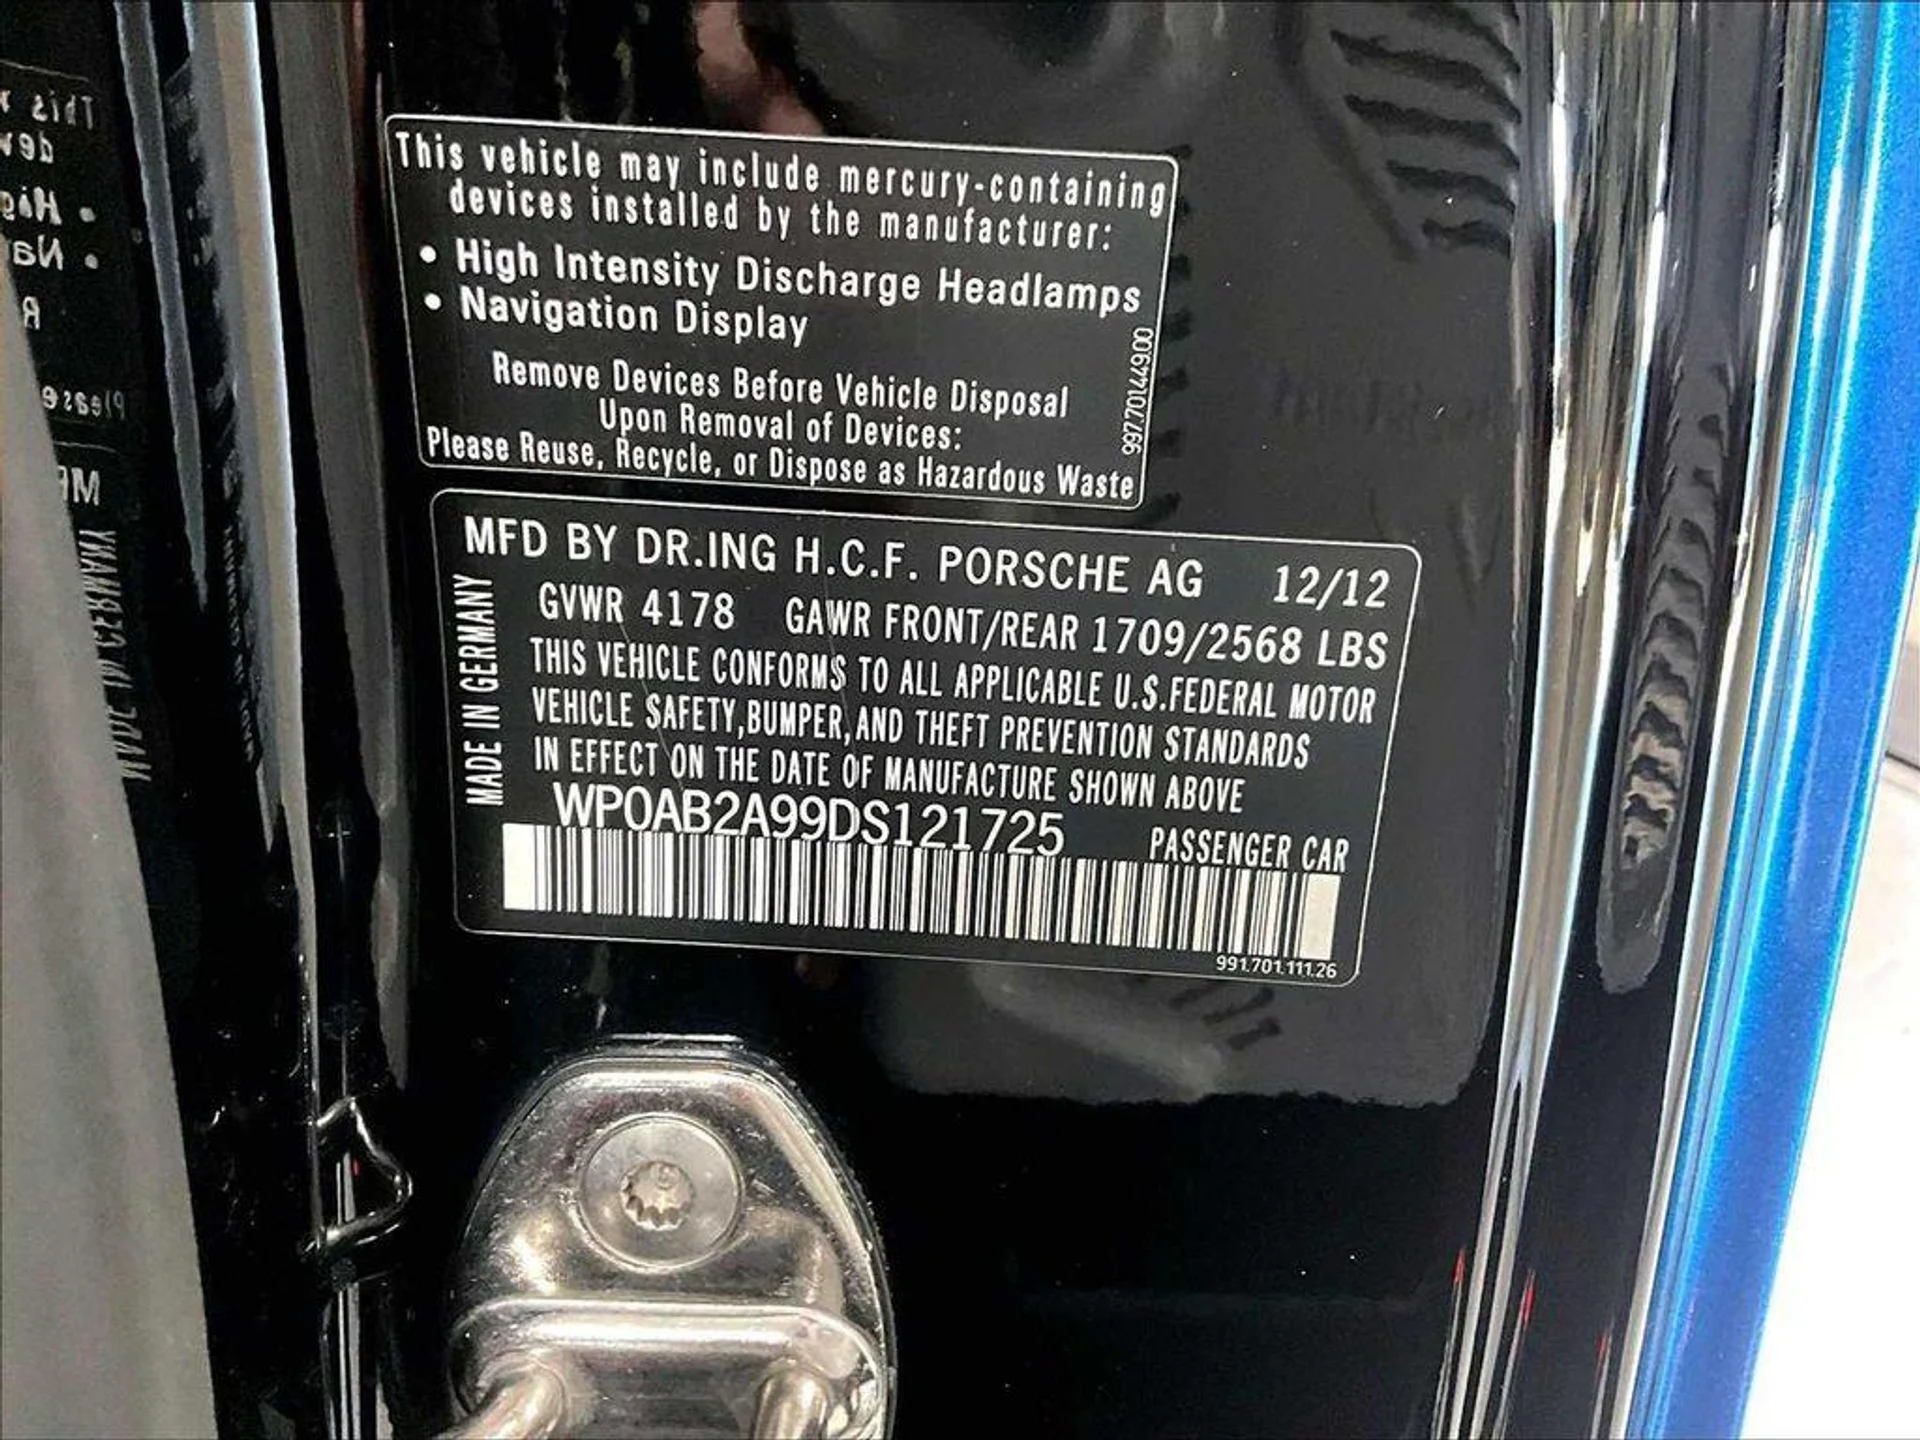 This vehicle may include mercury-containing
devices installed by the manufacturer:
• High Intensity Discharge Headlamps
• Navigation Display
Remove Devices Before Vehicle Disposal
Upon Removal of Devices:
Please Reuse, Recycle, or Dispose as Hazardous Waste
997.701.449.00
MFD BY DR.ING H.C.F. PORSCHE AG 12/12
GVWR 4178 GAWR FRONT/REAR 1709/2568 LBS
THIS VEHICLE CONFORMS TO ALL APPLICABLE U.S.FEDERAL MOTOR
VEHICLE SAFETY,BUMPER,AND THEFT PREVENTION STANDARDS
IN EFFECT ON THE DATE OF MANUFACTURE SHOWN ABOVE
MADE IN GERMANY
WP0AB2A99DS121725 PASSENGER CAR
991.701.111.26